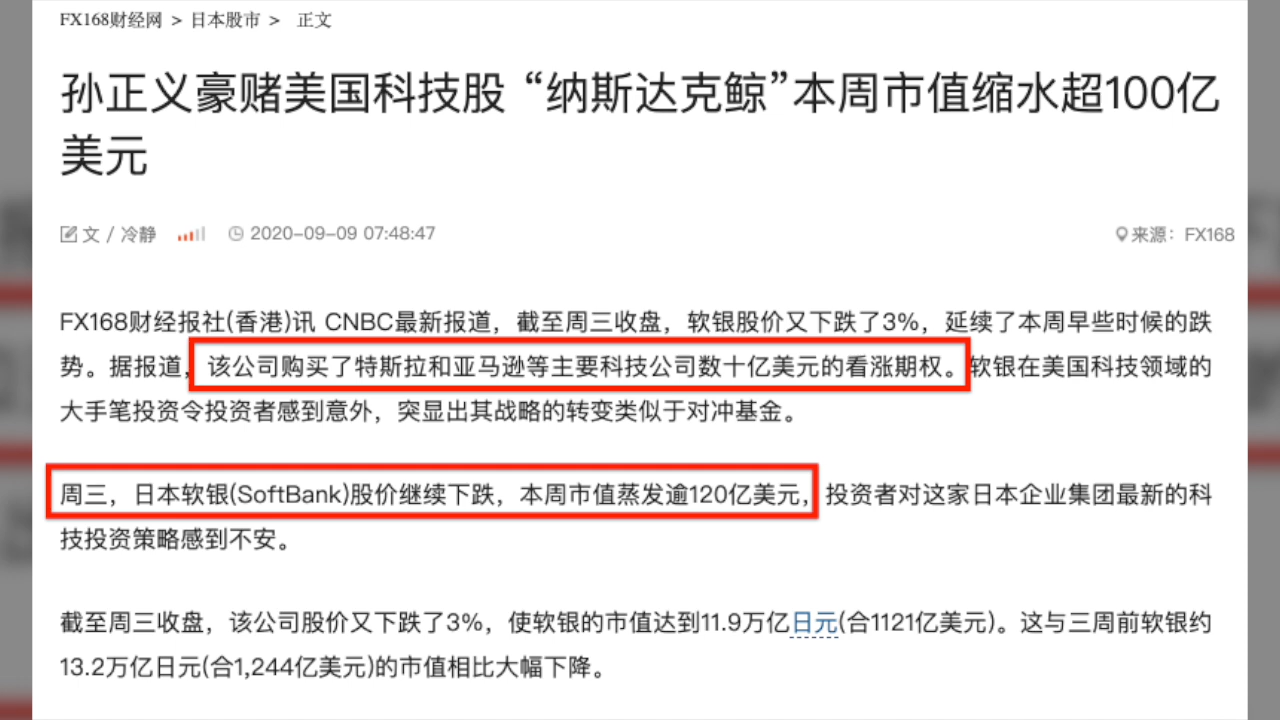 FX168财经网 > 日本股市 > 正文
孙正义豪赌美国科技股 “纳斯达克鲸”本周市值缩水超100亿
美元
文 / 冷静 2020-09-09 07:48:47 来源：FX168
FX168财经报社(香港)讯 CNBC最新报道，截至周三收盘，软银股价又下跌了3%，延续了本周早些时候的跌
势。据报道，该公司购买了特斯拉和亚马逊等主要科技公司数十亿美元的看涨期权。软银在美国科技领域的
大手笔投资令投资者感到意外，突显出其战略的转变类似于对冲基金。
周三，日本软银(SoftBank)股价继续下跌，本周市值蒸发逾120亿美元，投资者对这家日本企业集团最新的科
技投资策略感到不安。
截至周三收盘，该公司股价又下跌了3%，使软银的市值达到11.9万亿日元(合1121亿美元)。这与三周前软银约
13.2万亿日元(合1,244亿美元)的市值相比大幅下降。